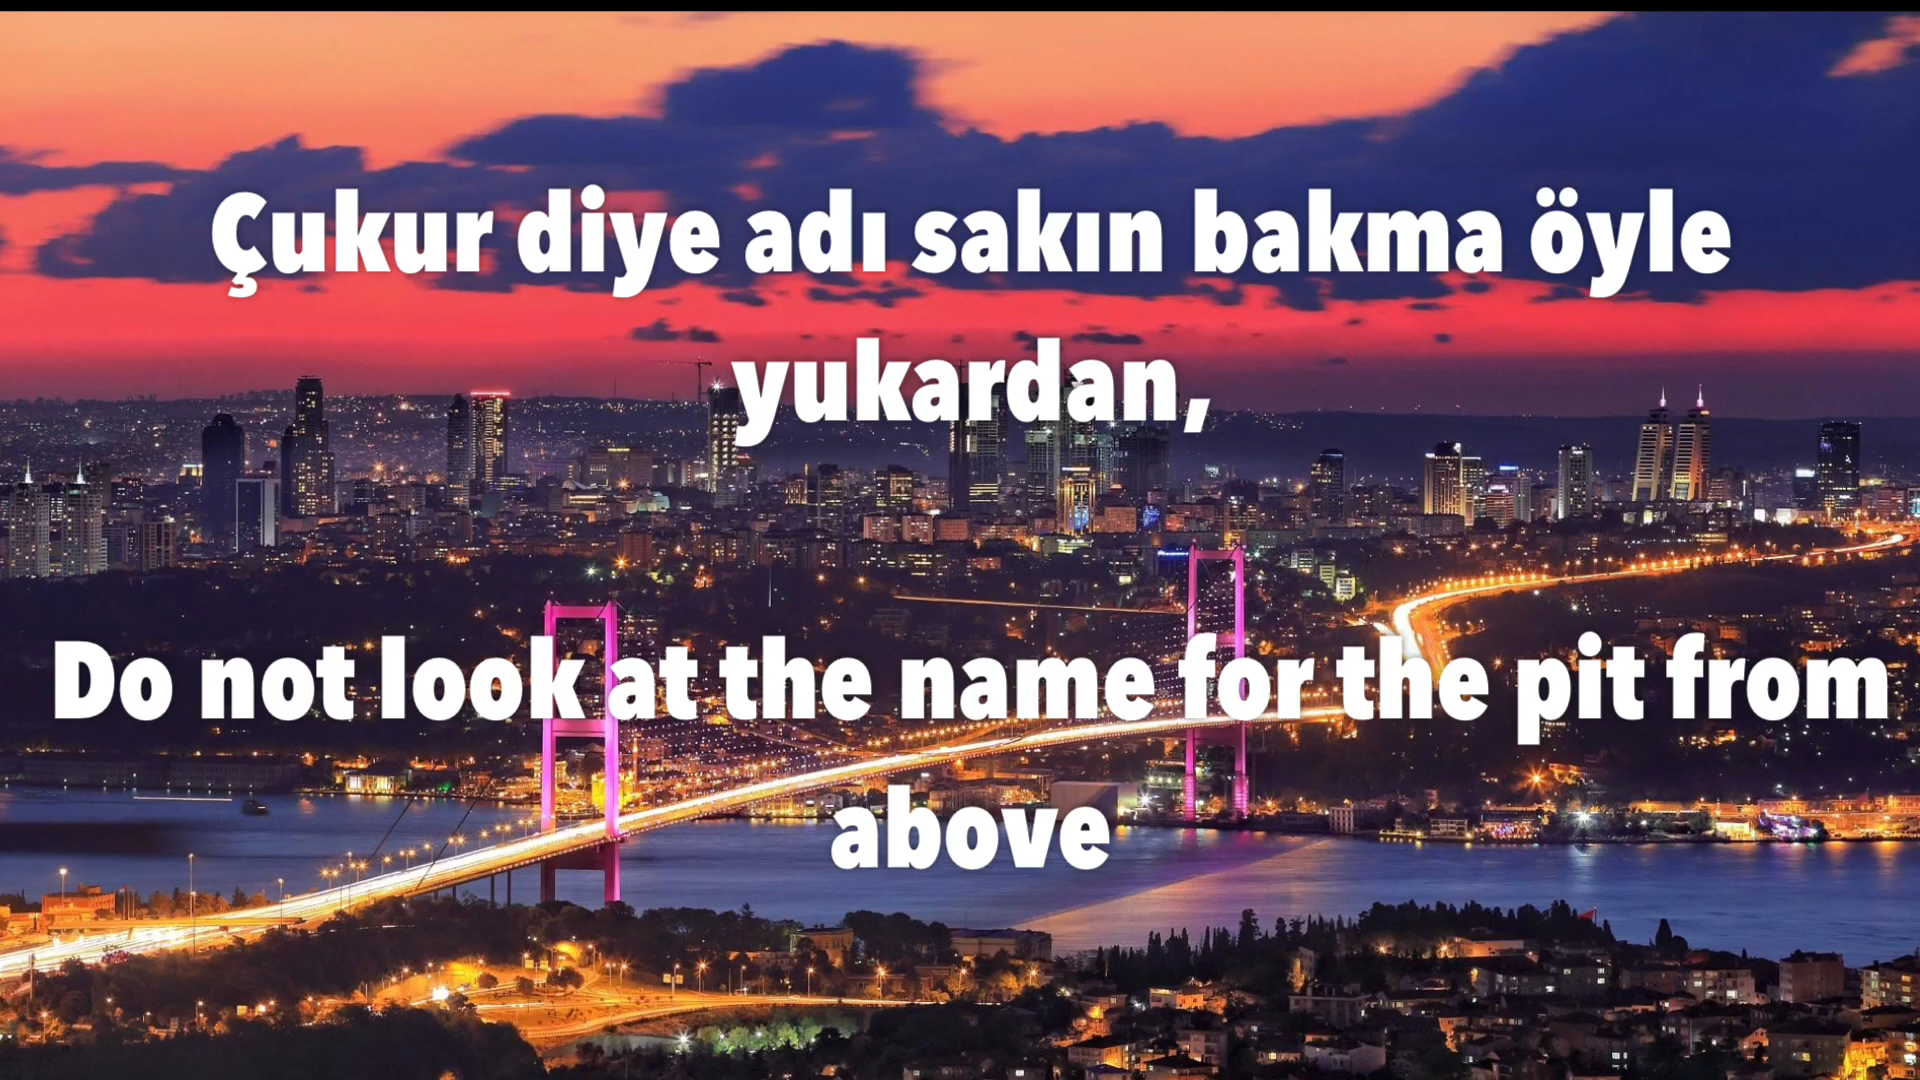 Çukur diye adı sakın bakma öyle
yukardan,
Do not look at the name for the pit from
above